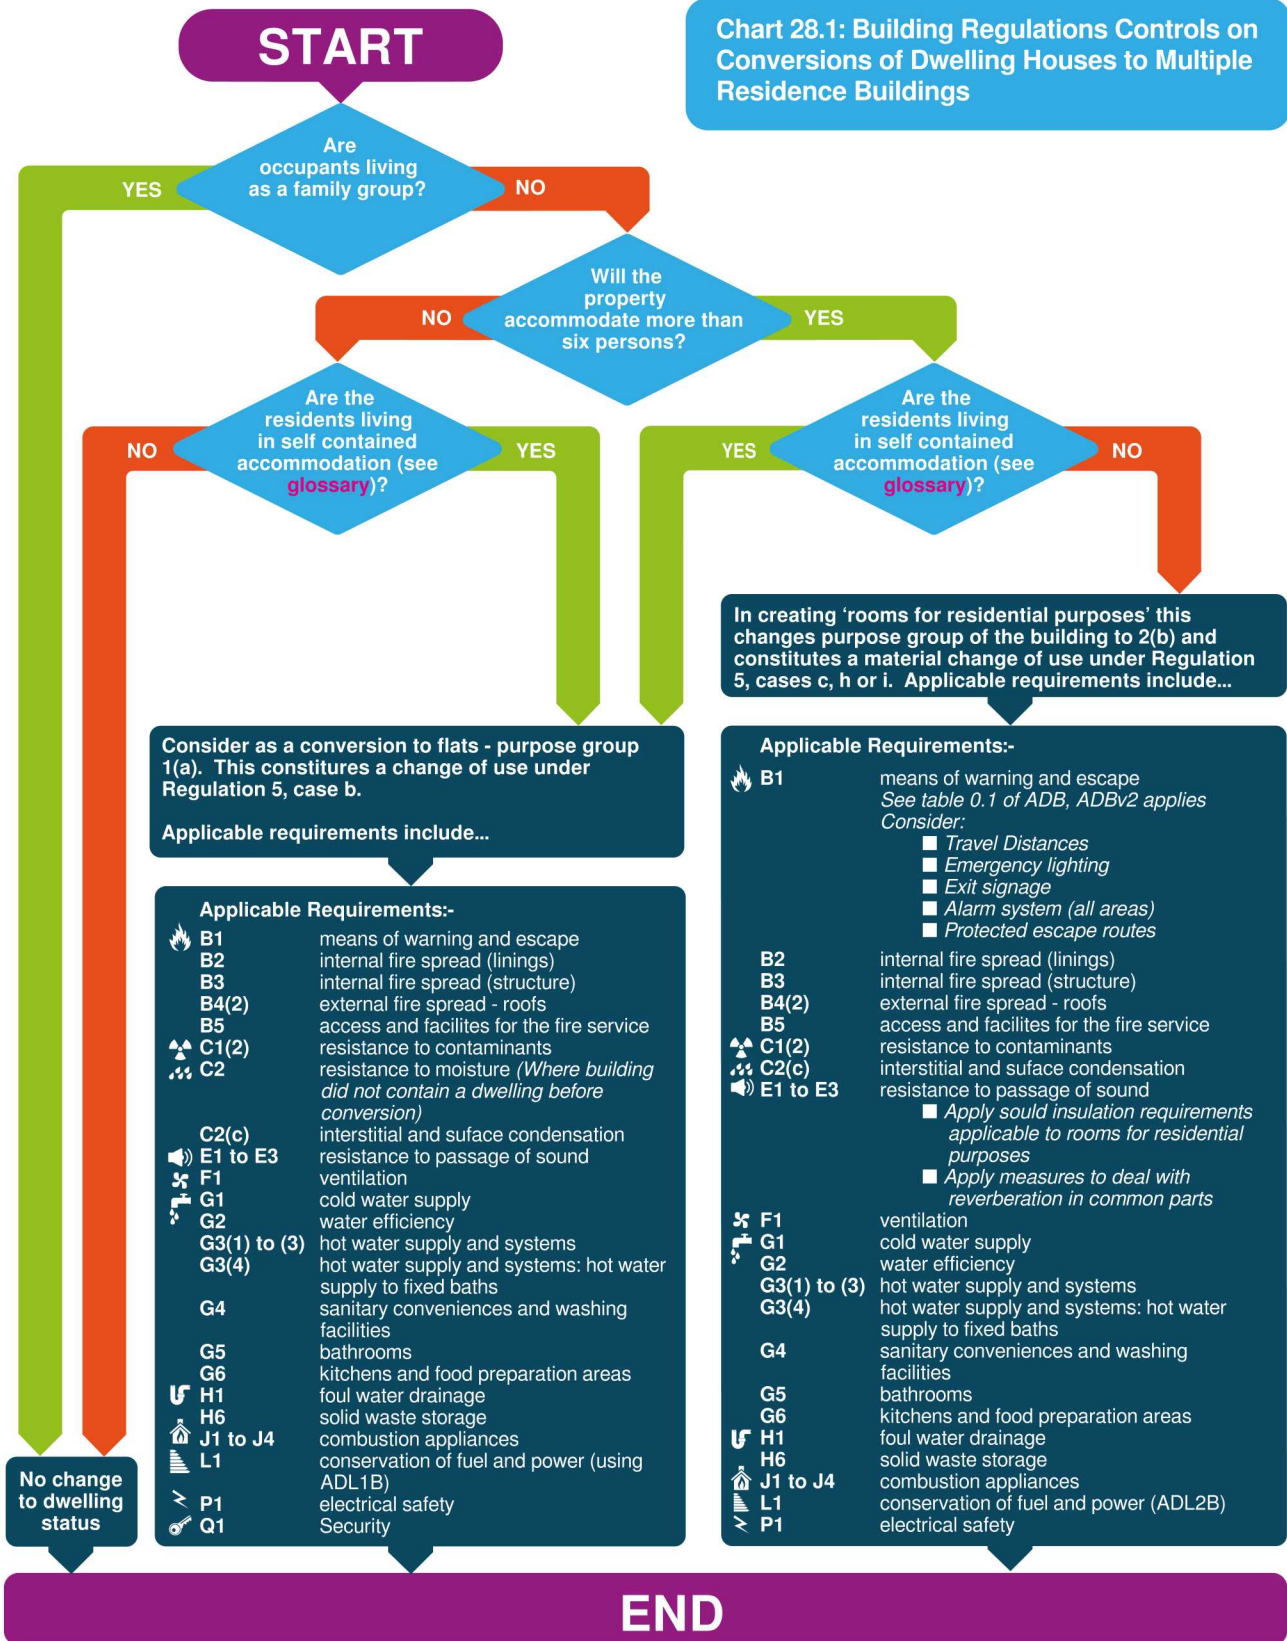 START
Chart 28.1: Building Regulations Controls on
Conversions of Dwelling Houses to Multiple
Residence Buildings
Are
occupants living
as a family group?
YES
NO
Will the
property
accommodate more than
six persons?
NO
YES
Are the
residents living
in self contained
accommodation (see
glossary)?
NO
YES
Are the
residents living
in self contained
accommodation (see
glossary)?
YES
NO
In creating ‘rooms for residential purposes’ this
changes purpose group of the building to 2(b) and
constitutes a material change of use under Regulation
5, cases c, h or i. Applicable requirements include...
Consider as a conversion to flats - purpose group
1(a). This constitures a change of use under
Regulation 5, case b.
Applicable requirements include...
Applicable Requirements:-
B1 means of warning and escape
B2 internal fire spread (linings)
B3 internal fire spread (structure)
B4(2) external fire spread - roofs
B5 access and facilites for the fire service
C1(2) resistance to contaminants
C2 resistance to moisture (Where building
did not contain a dwelling before
conversion)
C2(c) interstitial and suface condensation
E1 to E3 resistance to passage of sound
F1 ventilation
G1 cold water supply
G2 water efficiency
G3(1) to (3) hot water supply and systems
G3(4) hot water supply and systems: hot water
supply to fixed baths
G4 sanitary conveniences and washing
facilities
G5 bathrooms
G6 kitchens and food preparation areas
H1 foul water drainage
H6 solid waste storage
J1 to J4 combustion appliances
L1 conservation of fuel and power (using
ADL1B)
P1 electrical safety
Q1 Security
Applicable Requirements:-
B1 means of warning and escape
See table 0.1 of ADB, ADBv2 applies
Consider:
■ Travel Distances
■ Emergency lighting
■ Exit signage
■ Alarm system (all areas)
■ Protected escape routes
B2 internal fire spread (linings)
B3 internal fire spread (structure)
B4(2) external fire spread - roofs
B5 access and facilites for the fire service
C1(2) resistance to contaminants
C2(c) interstitial and suface condensation
E1 to E3 resistance to passage of sound
■ Apply sould insulation requirements
applicable to rooms for residential
purposes
■ Apply measures to deal with
reverberation in common parts
F1 ventilation
G1 cold water supply
G2 water efficiency
G3(1) to (3) hot water supply and systems
G3(4) hot water supply and systems: hot water
supply to fixed baths
G4 sanitary conveniences and washing
facilities
G5 bathrooms
G6 kitchens and food preparation areas
H1 foul water drainage
H6 solid waste storage
J1 to J4 combustion appliances
L1 conservation of fuel and power (ADL2B)
P1 electrical safety
No change
to dwelling
status
END